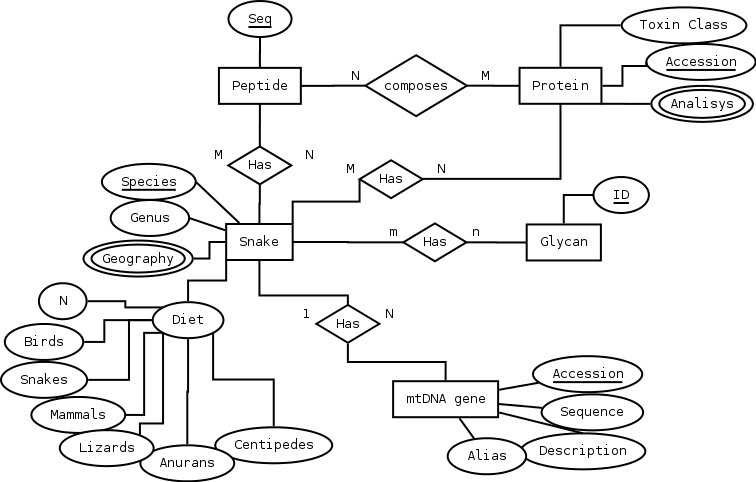 Seq
Toxin Class
Peptide
N
composes
M
Protein
Accession
Analisys
M
Has
N
M
Has
N
Species
Genus
Geography
Snake
m
Has
n
Glycan
ID
N
Diet
Birds
Snakes
Mammals
Lizards
Anurans
Centipedes
1
Has
N
mtDNA gene
Accession
Sequence
Description
Alias